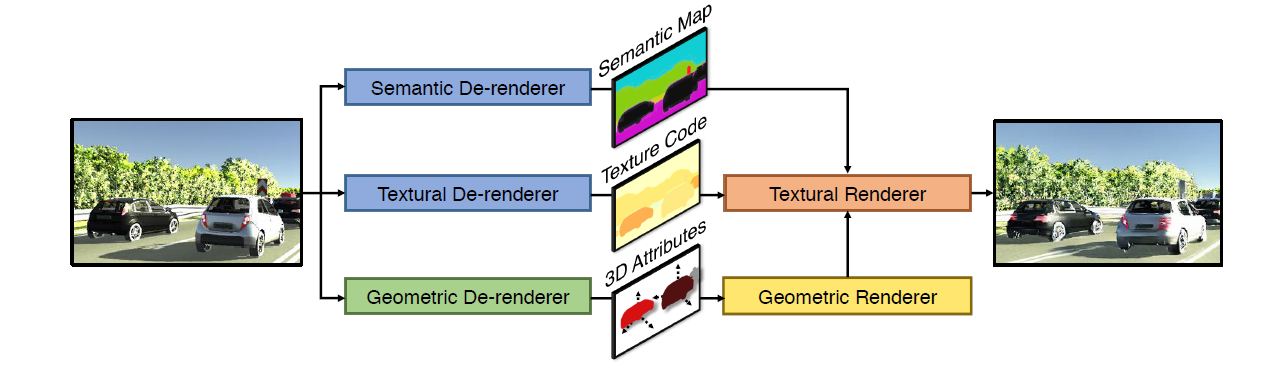 Semantic Map
Semantic De-renderer
Texture Code
Textural De-renderer
Textural Renderer
3D Attributes
Geometric De-renderer
Geometric Renderer